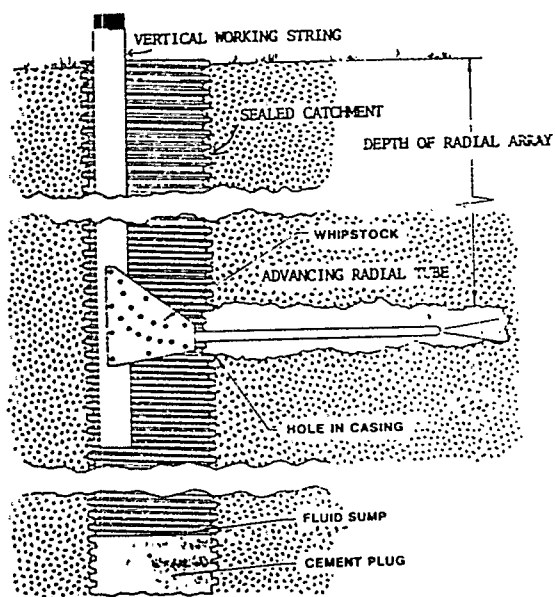 VERTICAL WORKING STRING
SEALED CATCHMENT
DEPTH OF RADIAL ARRAY
WHIPSTOCK
ADVANCING RADIAL TUBE
HOLE IN CASING
FLUID SUMP
CEMENT PLUG